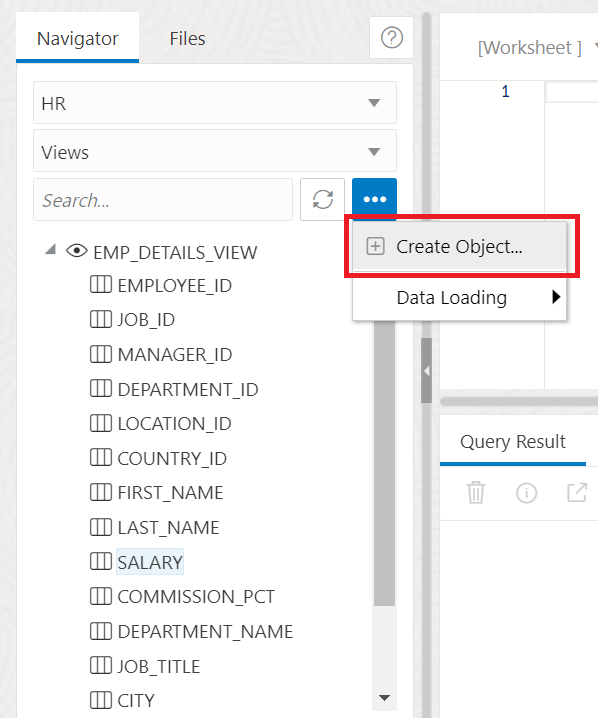 Navigator Files
[Worksheet ]
HR
1
Views
Search...
Create Object...
EMP_DETAILS_VIEW
EMPLOYEE_ID
Data Loading
JOB_ID
MANAGER_ID
DEPARTMENT_ID
LOCATION_ID
Query Result
COUNTRY_ID
FIRST_NAME
LAST_NAME
SALARY
COMMISSION_PCT
DEPARTMENT_NAME
JOB_TITLE
CITY